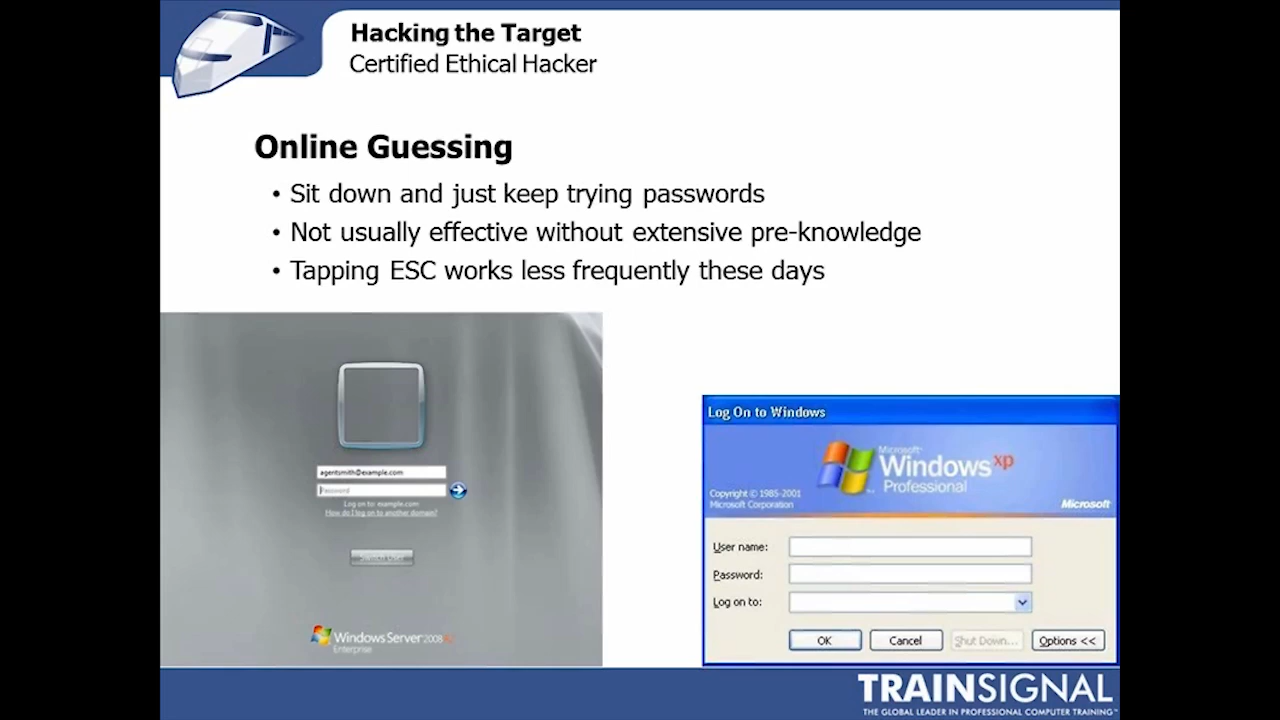 Hacking the Target
Certified Ethical Hacker
Online Guessing
• Sit down and just keep trying passwords
• Not usually effective without extensive pre-knowledge
• Tapping ESC works less frequently these days
agentsmith@example.com
Password
Log on to: example.com
How do I log on to another domain?
Switch User
Windows Server 2008
Enterprise
Log On to Windows
Microsoft
Windows xp
Professional
Copyright © 1985-2001
Microsoft Corporation
Microsoft
User name:
Password:
Log on to:
OK Cancel Shut Down... Options <<
TRAINSIGNAL
THE GLOBAL LEADER IN PROFESSIONAL COMPUTER TRAINING